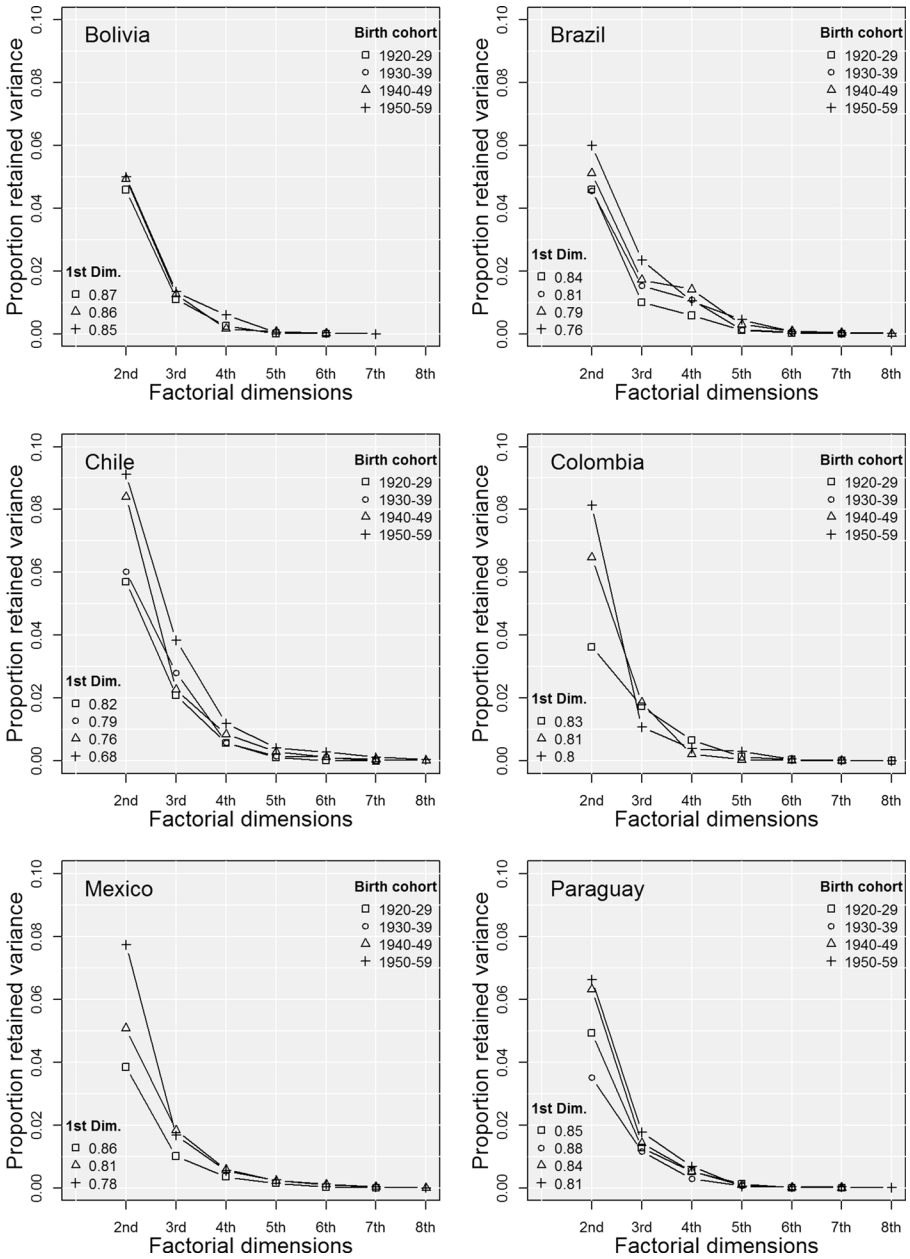 Bolivia
Birth cohort
1920-29
1930-39
1940-49
1950-59
Proportion retained variance
0.10
0.08
0.06
0.04
0.02
0.00
1st Dim.
0.87
0.86
0.85
2nd 3rd 4th 5th 6th 7th 8th
Factorial dimensions
Brazil
Birth cohort
1920-29
1930-39
1940-49
1950-59
Proportion retained variance
0.10
0.08
0.06
0.04
0.02
0.00
1st Dim.
0.84
0.81
0.79
0.76
2nd 3rd 4th 5th 6th 7th 8th
Factorial dimensions
Chile
Birth cohort
1920-29
1930-39
1940-49
1950-59
Proportion retained variance
0.10
0.08
0.06
0.04
0.02
0.00
1st Dim.
0.82
0.79
0.76
0.68
2nd 3rd 4th 5th 6th 7th 8th
Factorial dimensions
Colombia
Birth cohort
1920-29
1930-39
1940-49
1950-59
Proportion retained variance
0.10
0.08
0.06
0.04
0.02
0.00
1st Dim.
0.83
0.81
0.8
2nd 3rd 4th 5th 6th 7th 8th
Factorial dimensions
Mexico
Birth cohort
1920-29
1930-39
1940-49
1950-59
Proportion retained variance
0.10
0.08
0.06
0.04
0.02
0.00
1st Dim.
0.86
0.81
0.78
2nd 3rd 4th 5th 6th 7th 8th
Factorial dimensions
Paraguay
Birth cohort
1920-29
1930-39
1940-49
1950-59
Proportion retained variance
0.10
0.08
0.06
0.04
0.02
0.00
1st Dim.
0.85
0.88
0.84
0.81
2nd 3rd 4th 5th 6th 7th 8th
Factorial dimensions